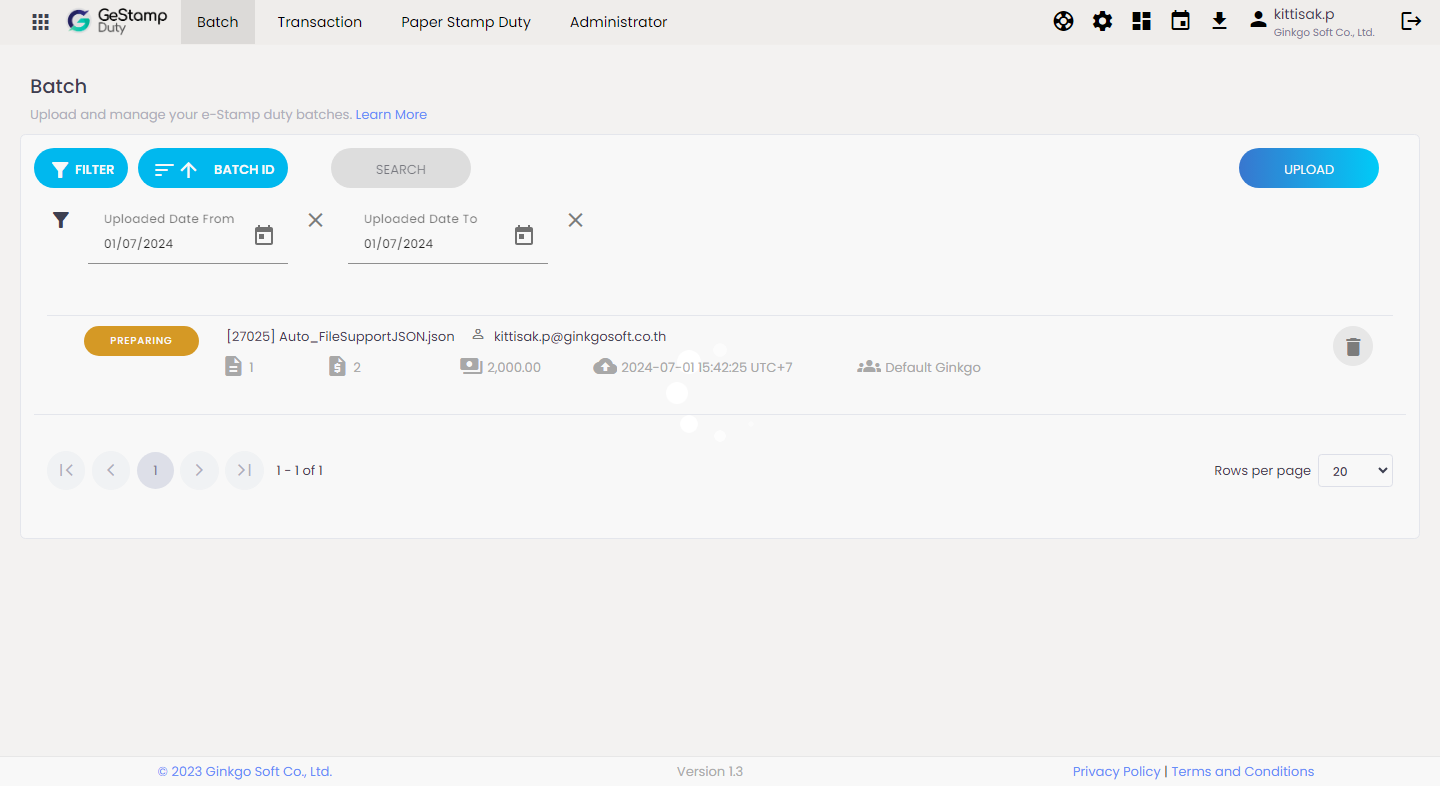 GeStamp
Duty
Batch
Transaction
Paper Stamp Duty
Administrator
kittisak.p
Ginkgo Soft Co., Ltd.
Batch
Upload and manage your e-Stamp duty batches. Learn More
FILTER
BATCH ID
SEARCH
UPLOAD
Uploaded Date From
01/07/2024
Uploaded Date To
01/07/2024
PREPARING
[27025] Auto_FileSupportJSON.json
kittisak.p@ginkgosoft.co.th
1
2
2,000.00
2024-07-01 15:42:25 UTC+7
Default Ginkgo
1
1 - 1 of 1
Rows per page
20
© 2023 Ginkgo Soft Co., Ltd.
Version 1.3
Privacy Policy | Terms and Conditions